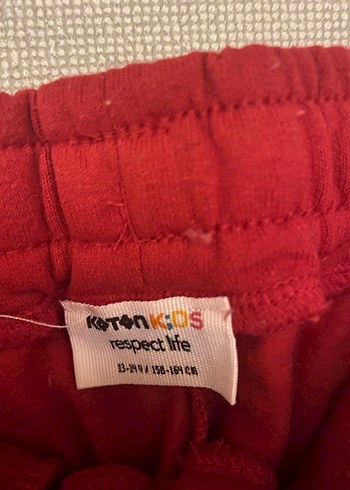 KOTON KiDS
respect life
13-14 Y / 158-164 CM